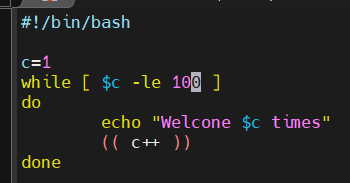 #!/bin/bash
c=1
while [ $c -le 100 ]
do
echo "Welcone $c times"
(( c++ ))
done